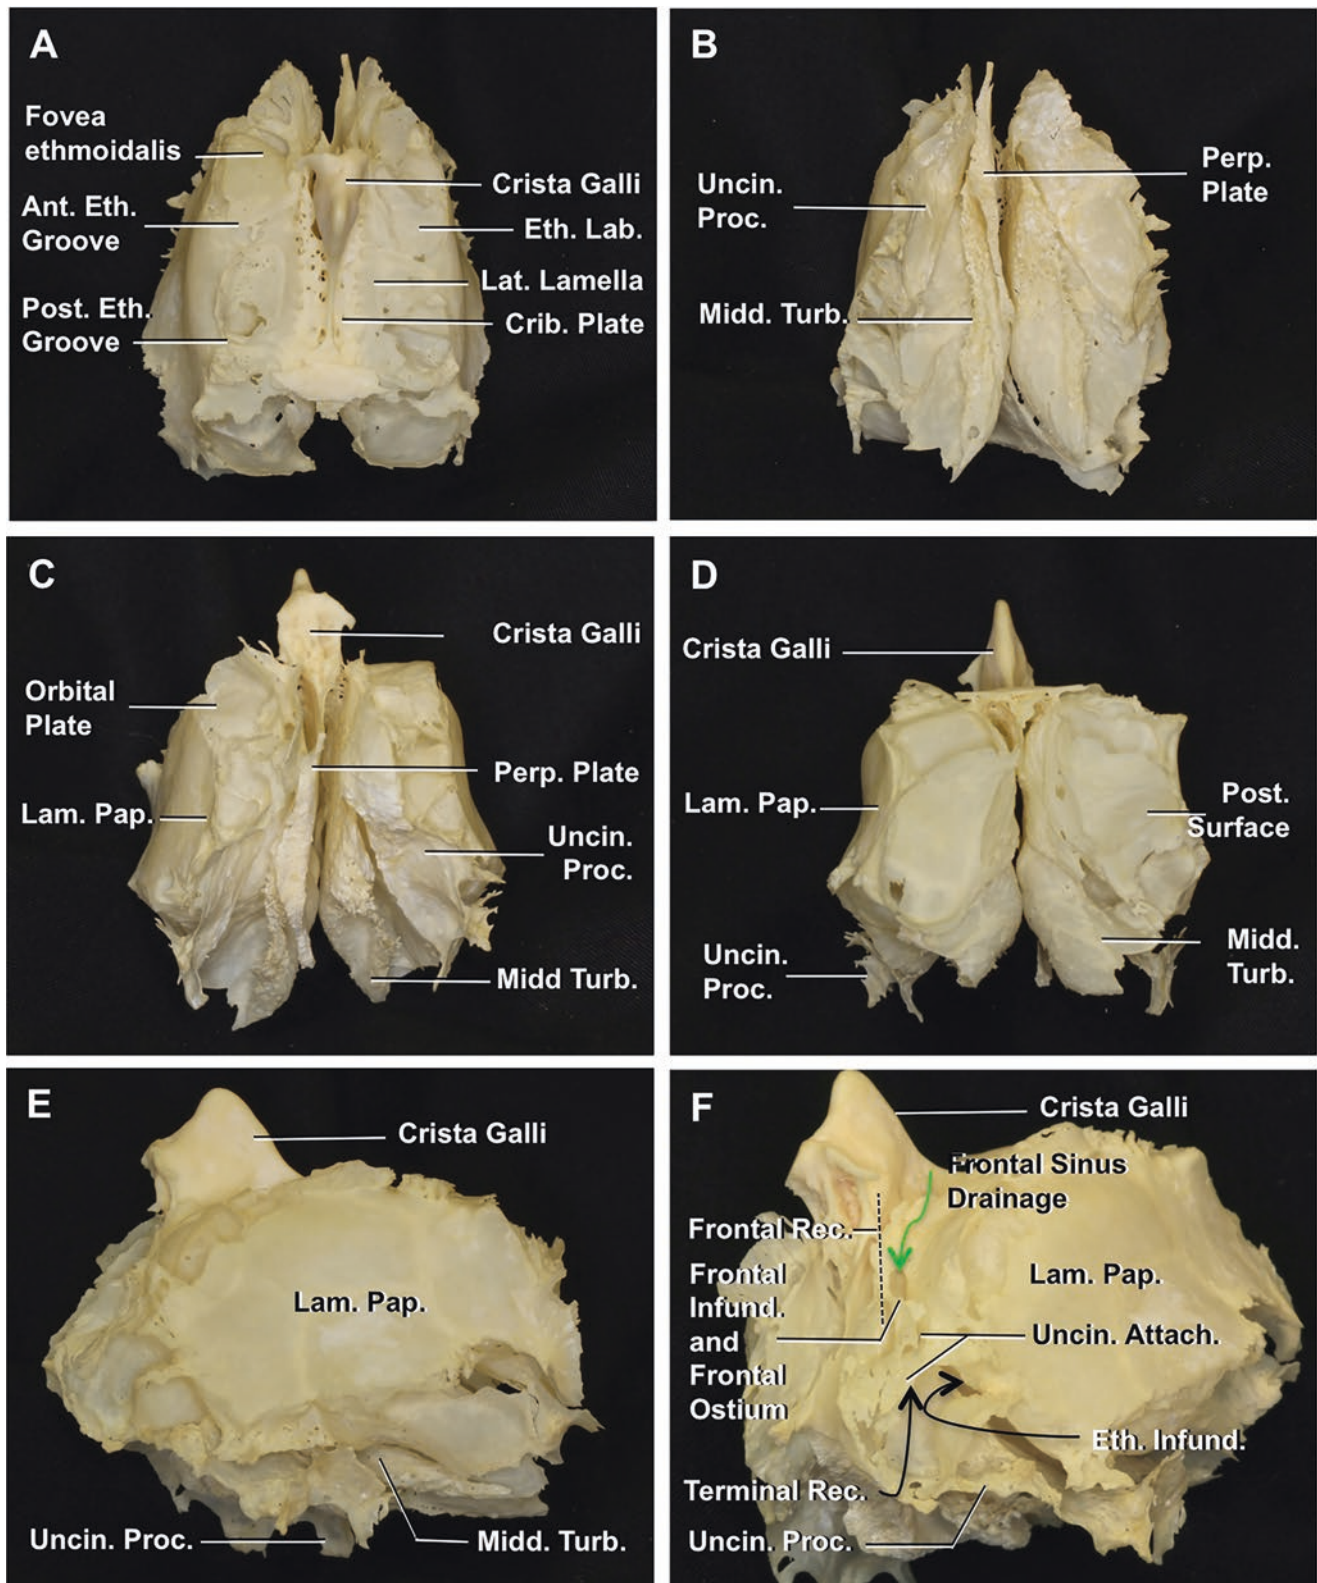 A
Fovea
ethmoidalis
Ant. Eth.
Groove
Post. Eth.
Groove
Crista Galli
Eth. Lab.
Lat. Lamella
Crib. Plate
B
Uncin.
Proc.
Midd. Turb.
Perp.
Plate
C
Orbital
Plate
Lam. Pap.
Crista Galli
Perp. Plate
Uncin.
Proc.
Midd Turb.
D
Crista Galli
Lam. Pap.
Uncin.
Proc.
Post.
Surface
Midd.
Turb.
E
Crista Galli
Lam. Pap.
Uncin. Proc.
Midd. Turb.
F
Crista Galli
Frontal Sinus
Drainage
Frontal Rec.
Frontal
Infund.
and
Frontal
Ostium
Lam. Pap.
Uncin. Attach.
Eth. Infund.
Terminal Rec.
Uncin. Proc.